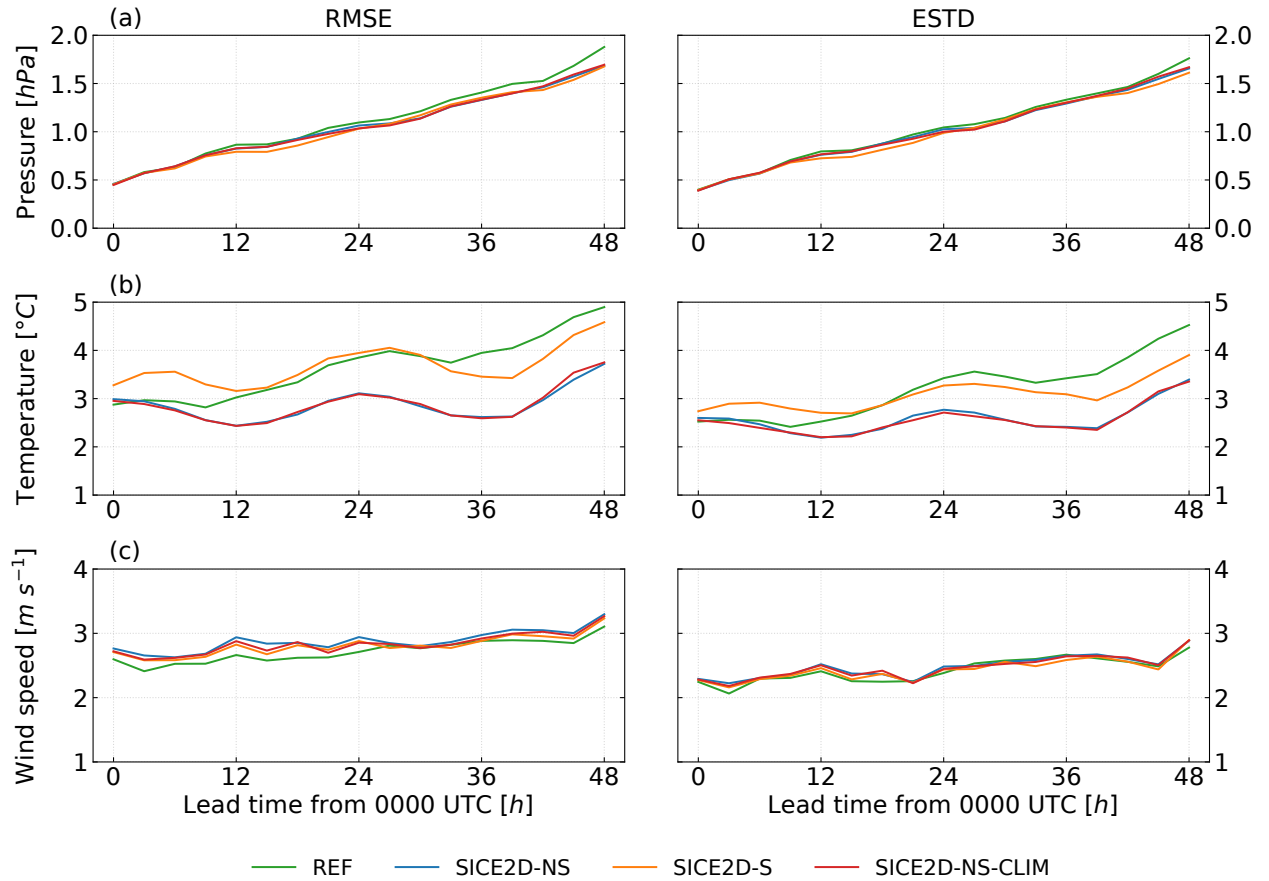 (a) RMSE ESTD
Pressure [hPa]
2.0
1.5
1.0
0.5
0.0
0 12 24 36 48
0 12 24 36 48
2.0
1.5
1.0
0.5
0.0
(b)
Temperature [°C]
5
4
3
2
1
0 12 24 36 48
0 12 24 36 48
5
4
3
2
1
(c)
Wind speed [m s⁻¹]
4
3
2
1
0 12 24 36 48
0 12 24 36 48
4
3
2
1
Lead time from 0000 UTC [h] Lead time from 0000 UTC [h]
REF SICE2D-NS SICE2D-S SICE2D-NS-CLIM